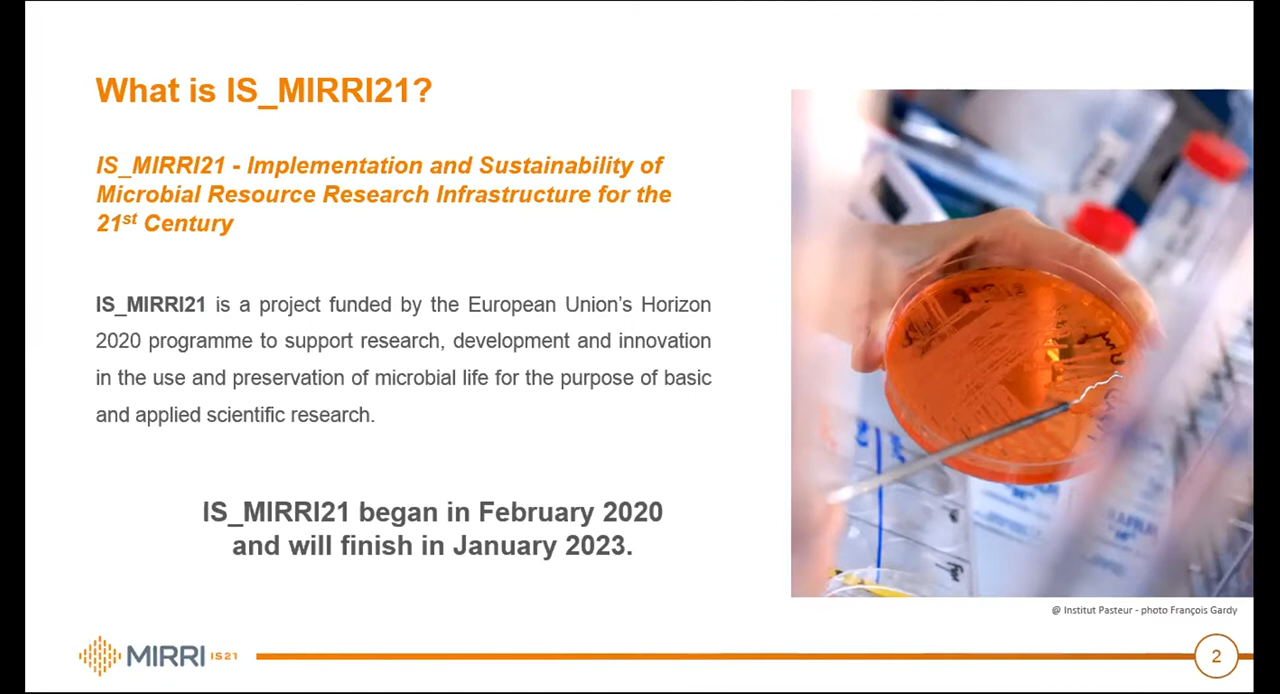 What is IS_MIRRI21?
IS_MIRRI21 - Implementation and Sustainability of
Microbial Resource Research Infrastructure for the
21st Century
IS_MIRRI21 is a project funded by the European Union's Horizon
2020 programme to support research, development and innovation
in the use and preservation of microbial life for the purpose of basic
and applied scientific research.
IS_MIRRI21 began in February 2020
and will finish in January 2023.
@ Institut Pasteur - photo François Gardy
MIRRI IS21
2